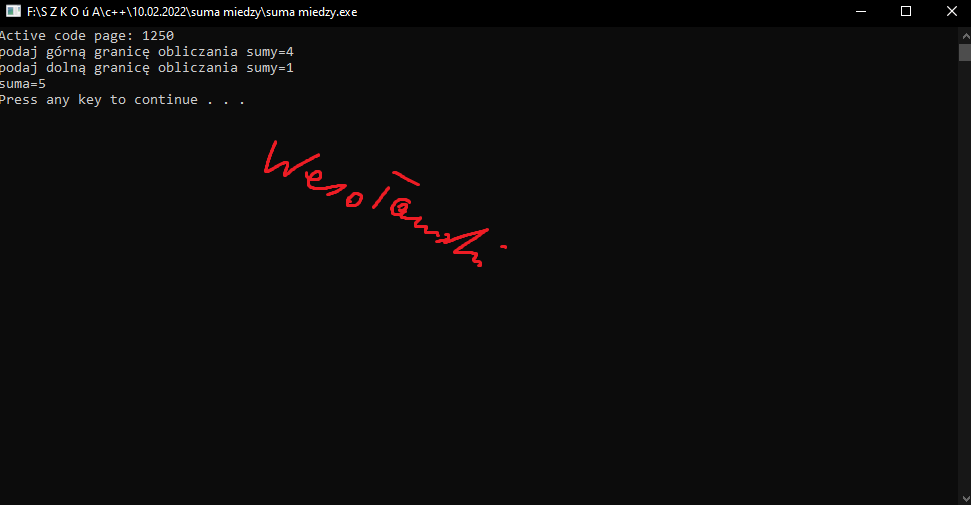 F:\S Z K O ú A\c++\10.02.2022\suma miedzy\suma miedzy.exe
Active code page: 1250
podaj górną granicę obliczania sumy=4
podaj dolną granicę obliczania sumy=1
suma=5
Press any key to continue . . .